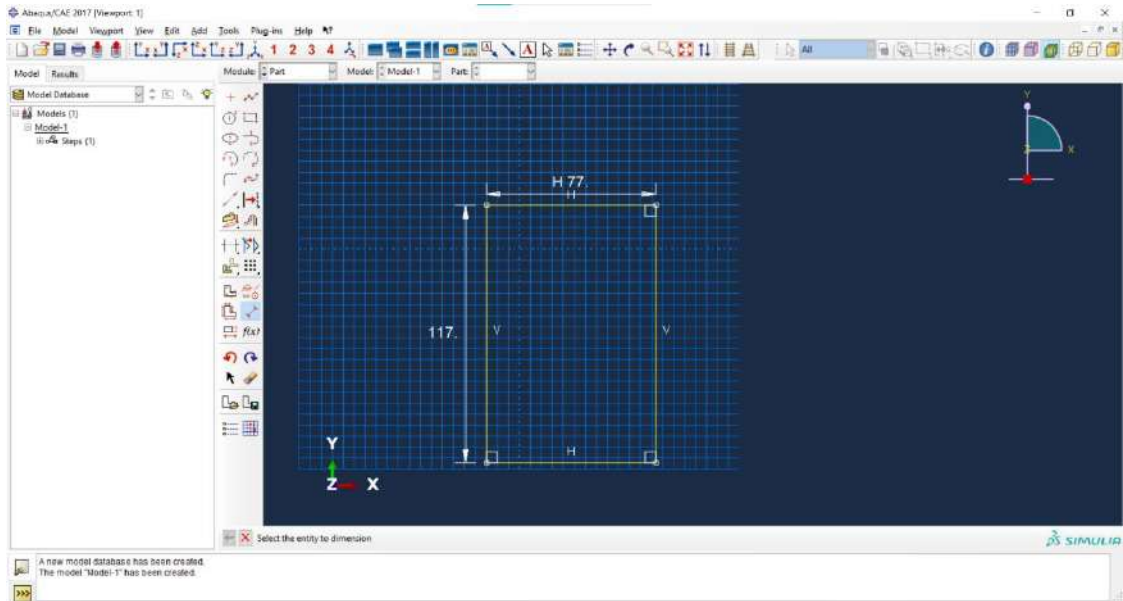 Abaqus/CAE 2017 [Viewport: 1]
File Model Viewport View Edit Add Tools Plug-ins Help
1 2 3 4 A A All
Model Results Module: Part Model: Model-1 Part:
Model Database
Models (1)
Model-1
Steps (1)
Y
X
Z
H 77.
H
117. V V
f(x)
H
Y
Z X
Select the entity to dimension
SIMULIA
A new model database has been created.
The model "Model-1" has been created.
>>>